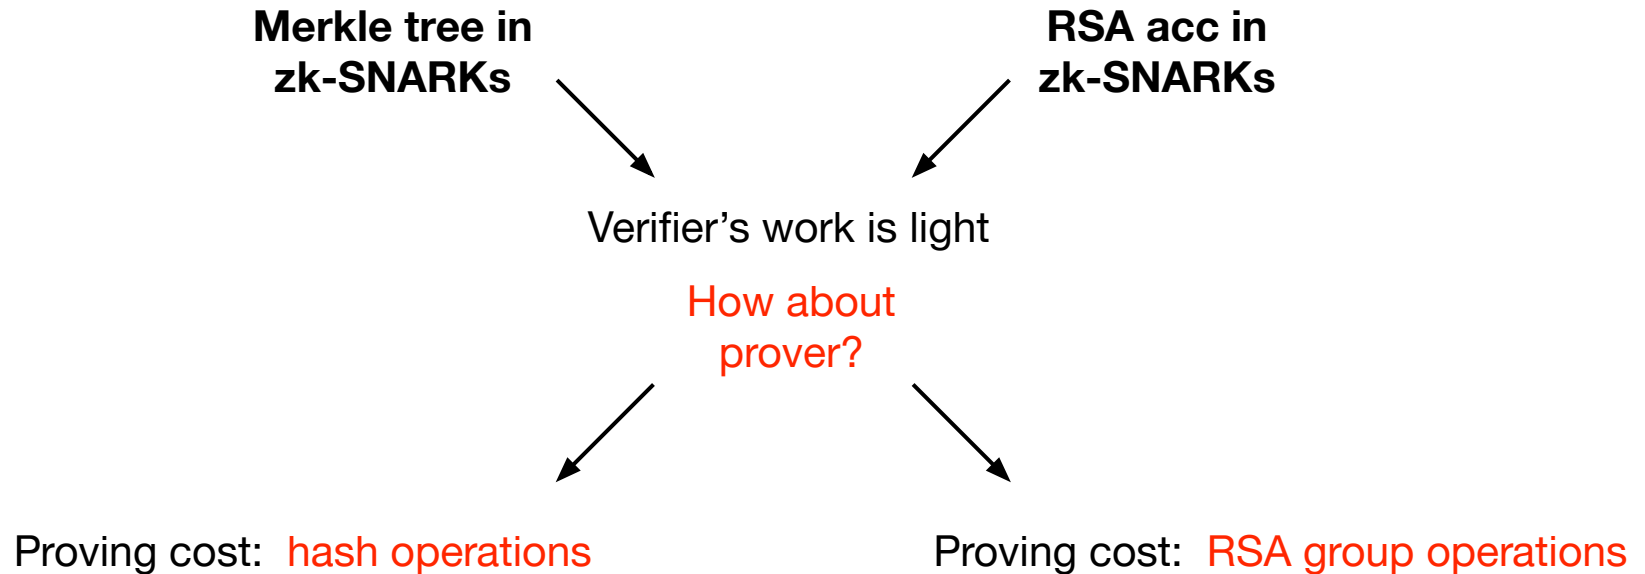 Merkle tree in
zk-SNARKs
RSA acc in
zk-SNARKs
Verifier’s work is light
How about
prover?
Proving cost: hash operations
Proving cost: RSA group operations